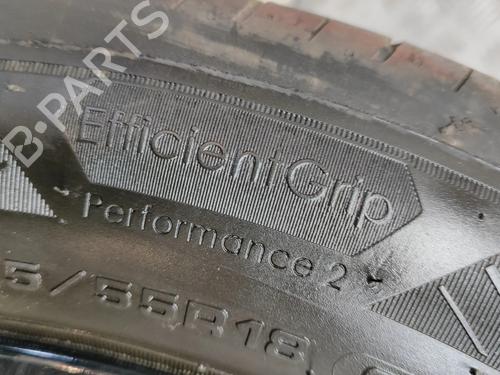 B-PARTS
EfficientGrip
Performance 2
5/55R18